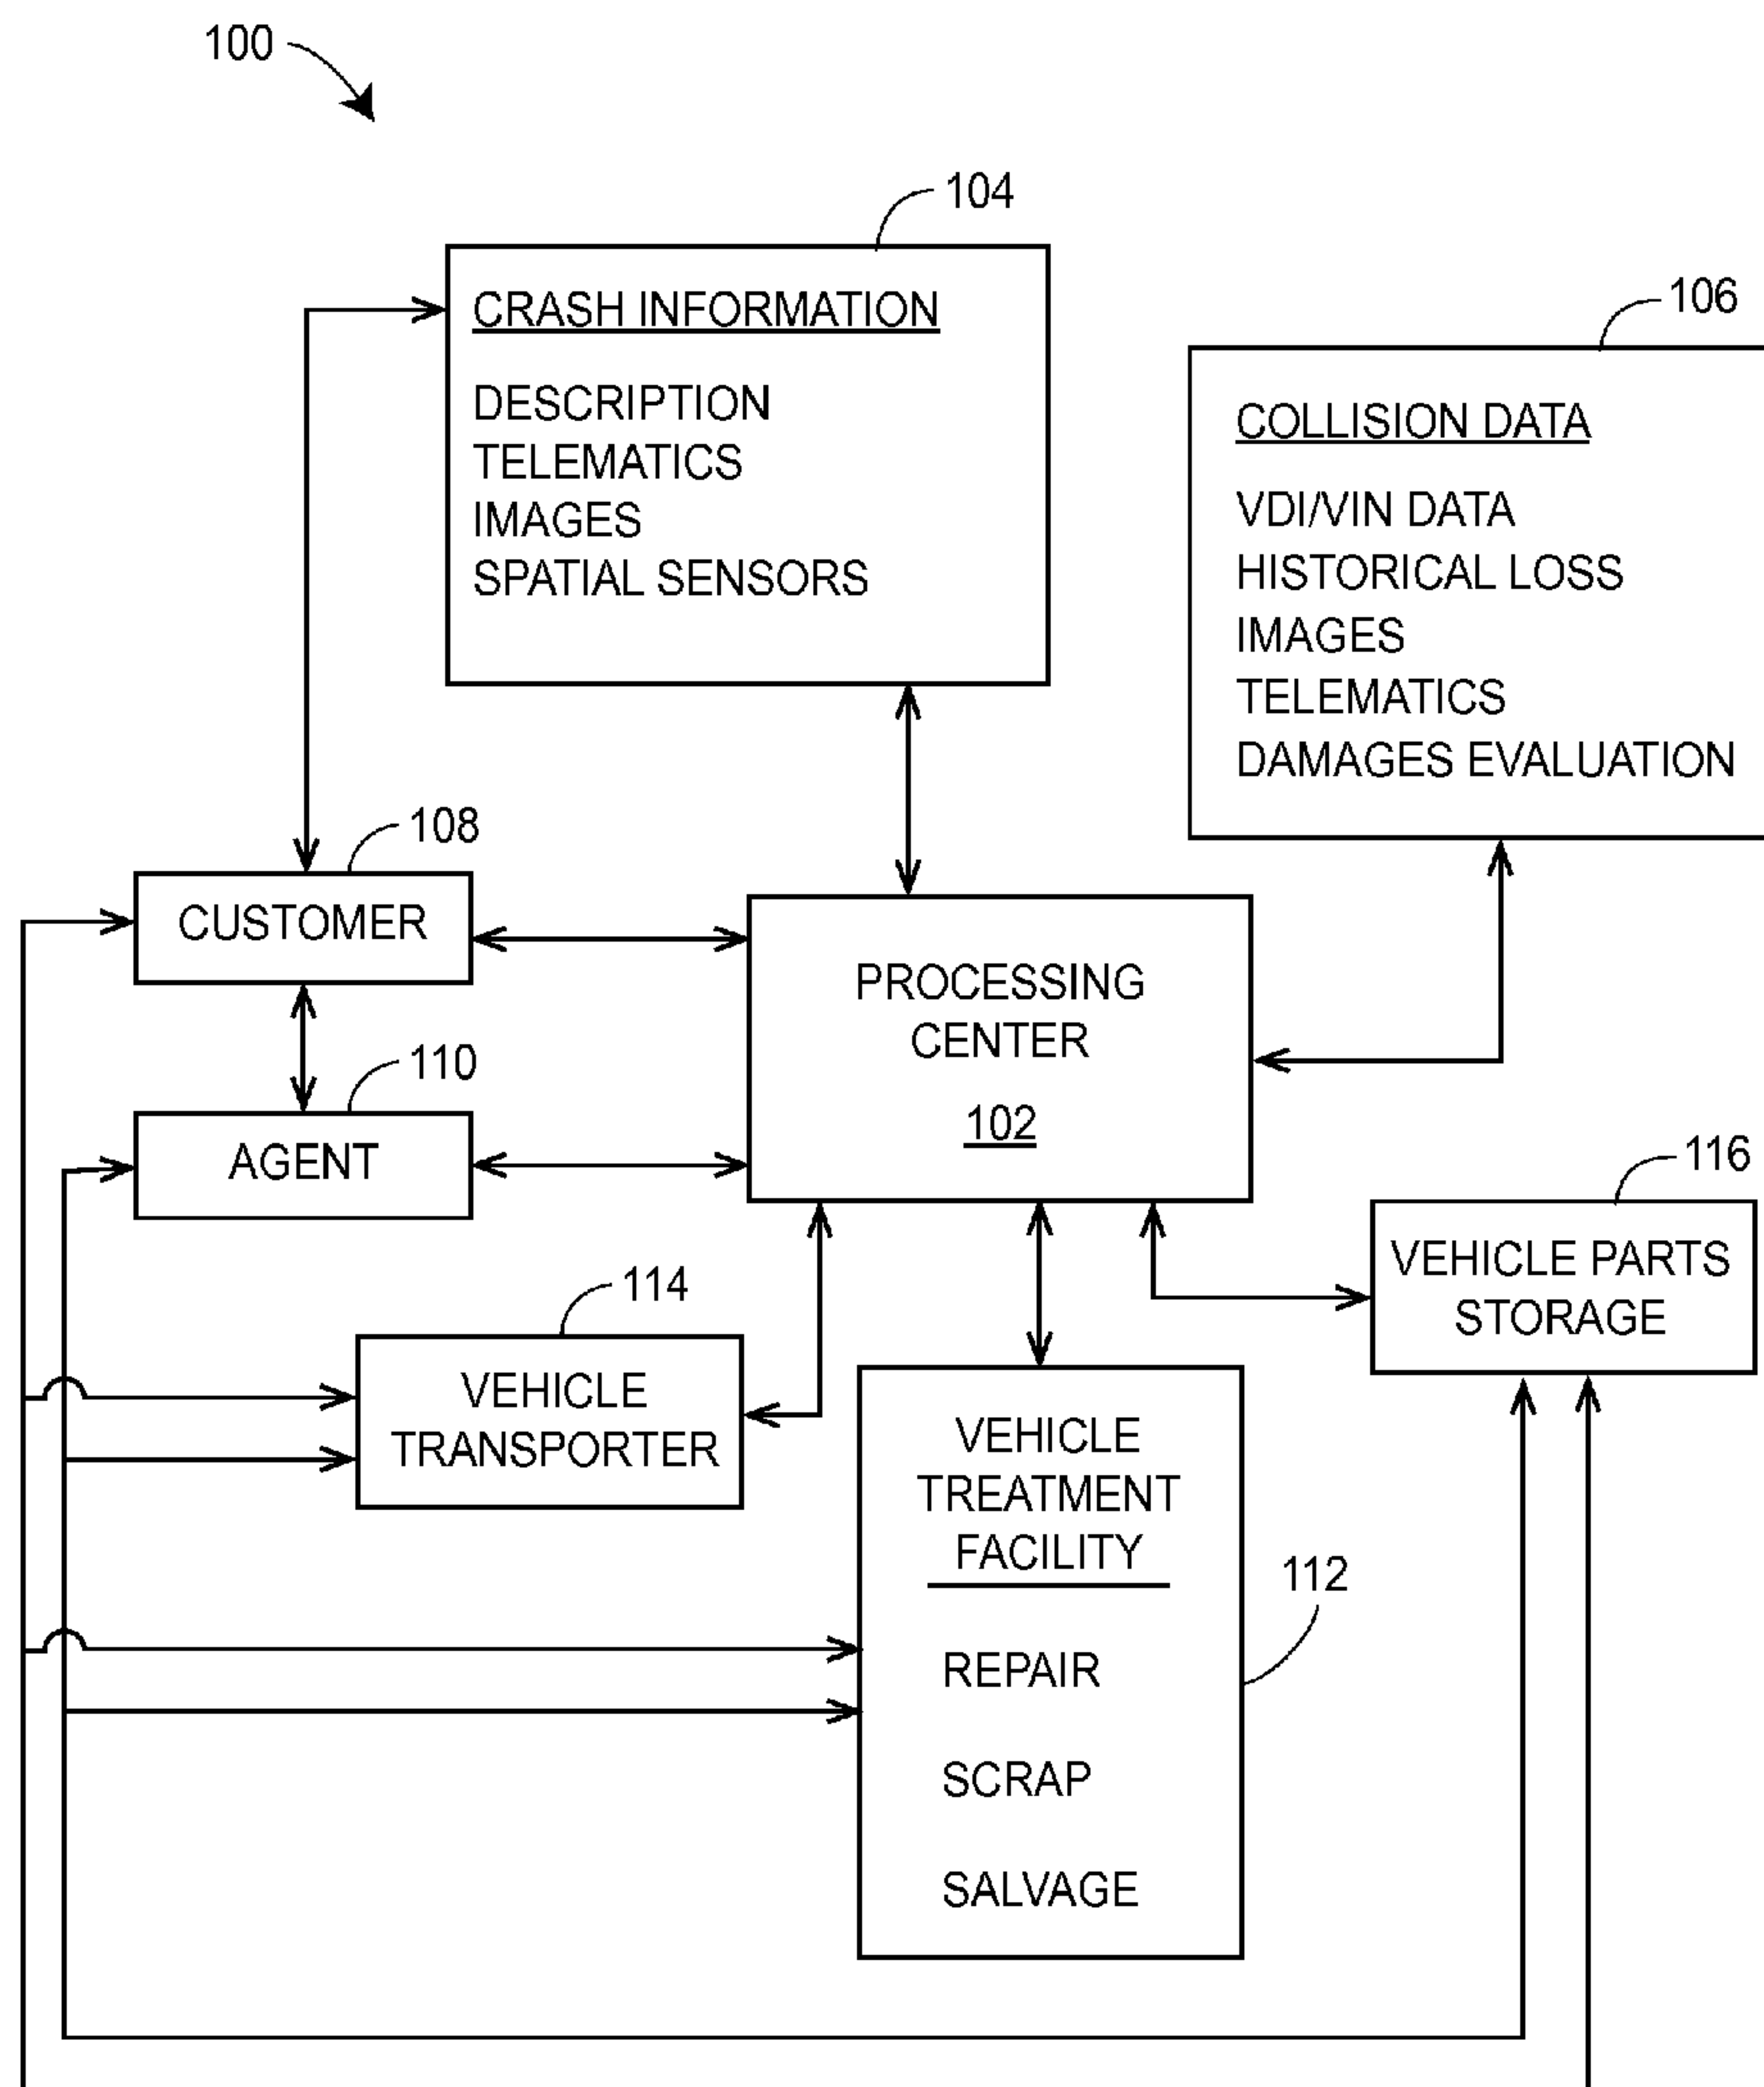 100
104
CRASH INFORMATION
DESCRIPTION
TELEMATICS
IMAGES
SPATIAL SENSORS
106
COLLISION DATA
VDI/VIN DATA
HISTORICAL LOSS
IMAGES
TELEMATICS
DAMAGES EVALUATION
108
CUSTOMER
PROCESSING
CENTER
102
110
AGENT
116
VEHICLE PARTS
STORAGE
114
VEHICLE
TRANSPORTER
VEHICLE
TREATMENT
FACILITY
112
REPAIR
SCRAP
SALVAGE